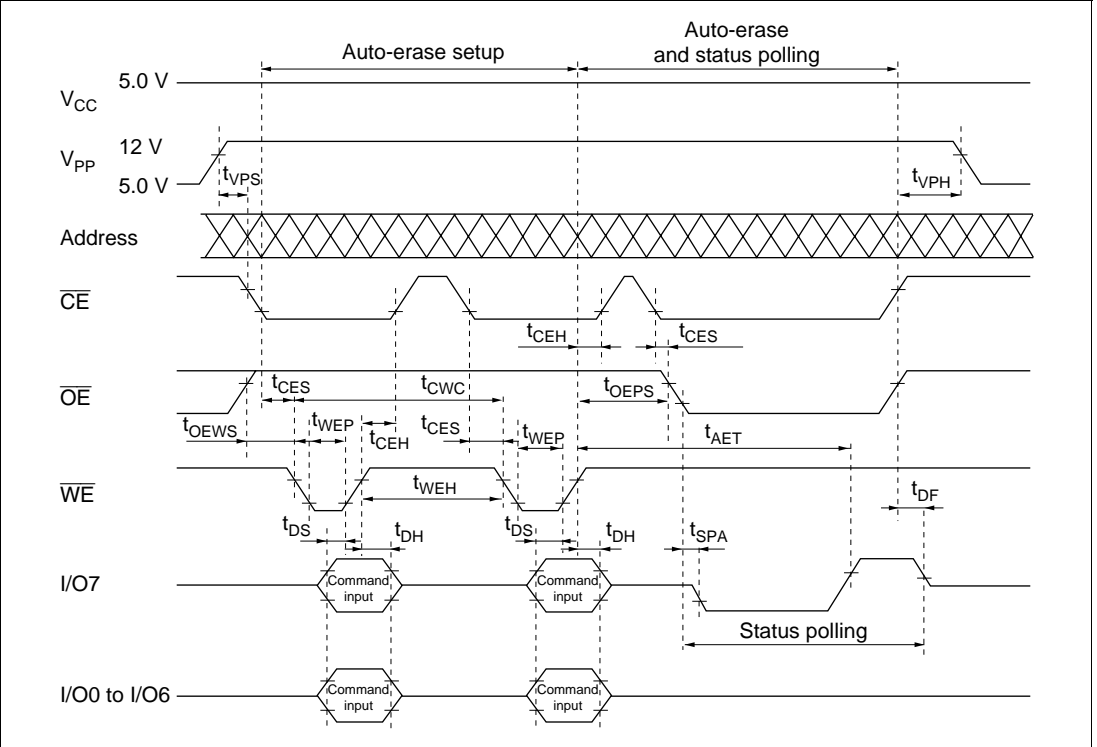 Auto-erase setup
Auto-erase
and status polling
VCC
5.0 V
VPP
12 V
5.0 V
tVPS
tVPH
Address
CE
tCEH
tCES
OE
tCES
tCWC
tOEPS
tOEWS
tWEP
tCEH
tCES
tWEP
tAET
WE
tWEH
tDF
tDS
tDH
tDS
tDH
tSPA
I/O7
Command
input
Command
input
Status polling
I/O0 to I/O6
Command
input
Command
input